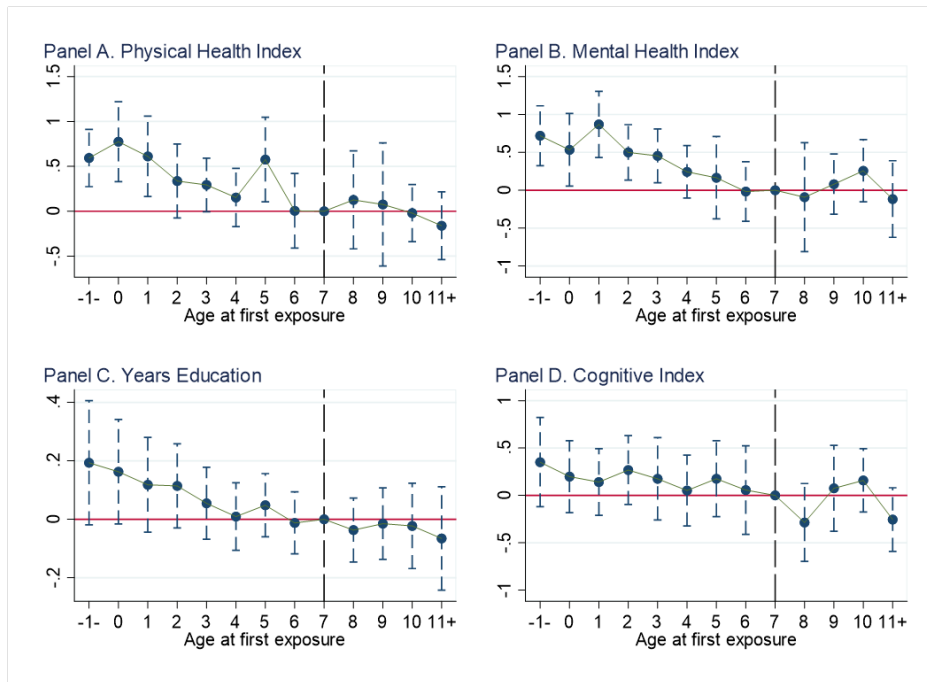 Panel A. Physical Health Index
1.5
1
.5
0
-.5
-1- 0 1 2 3 4 5 6 7 8 9 10 11+
Age at first exposure
Panel B. Mental Health Index
1.5
1
.5
0
-.5
-1
-1- 0 1 2 3 4 5 6 7 8 9 10 11+
Age at first exposure
Panel C. Years Education
.4
.2
0
-.2
-1- 0 1 2 3 4 5 6 7 8 9 10 11+
Age at first exposure
Panel D. Cognitive Index
1
.5
0
-.5
-1
-1- 0 1 2 3 4 5 6 7 8 9 10 11+
Age at first exposure